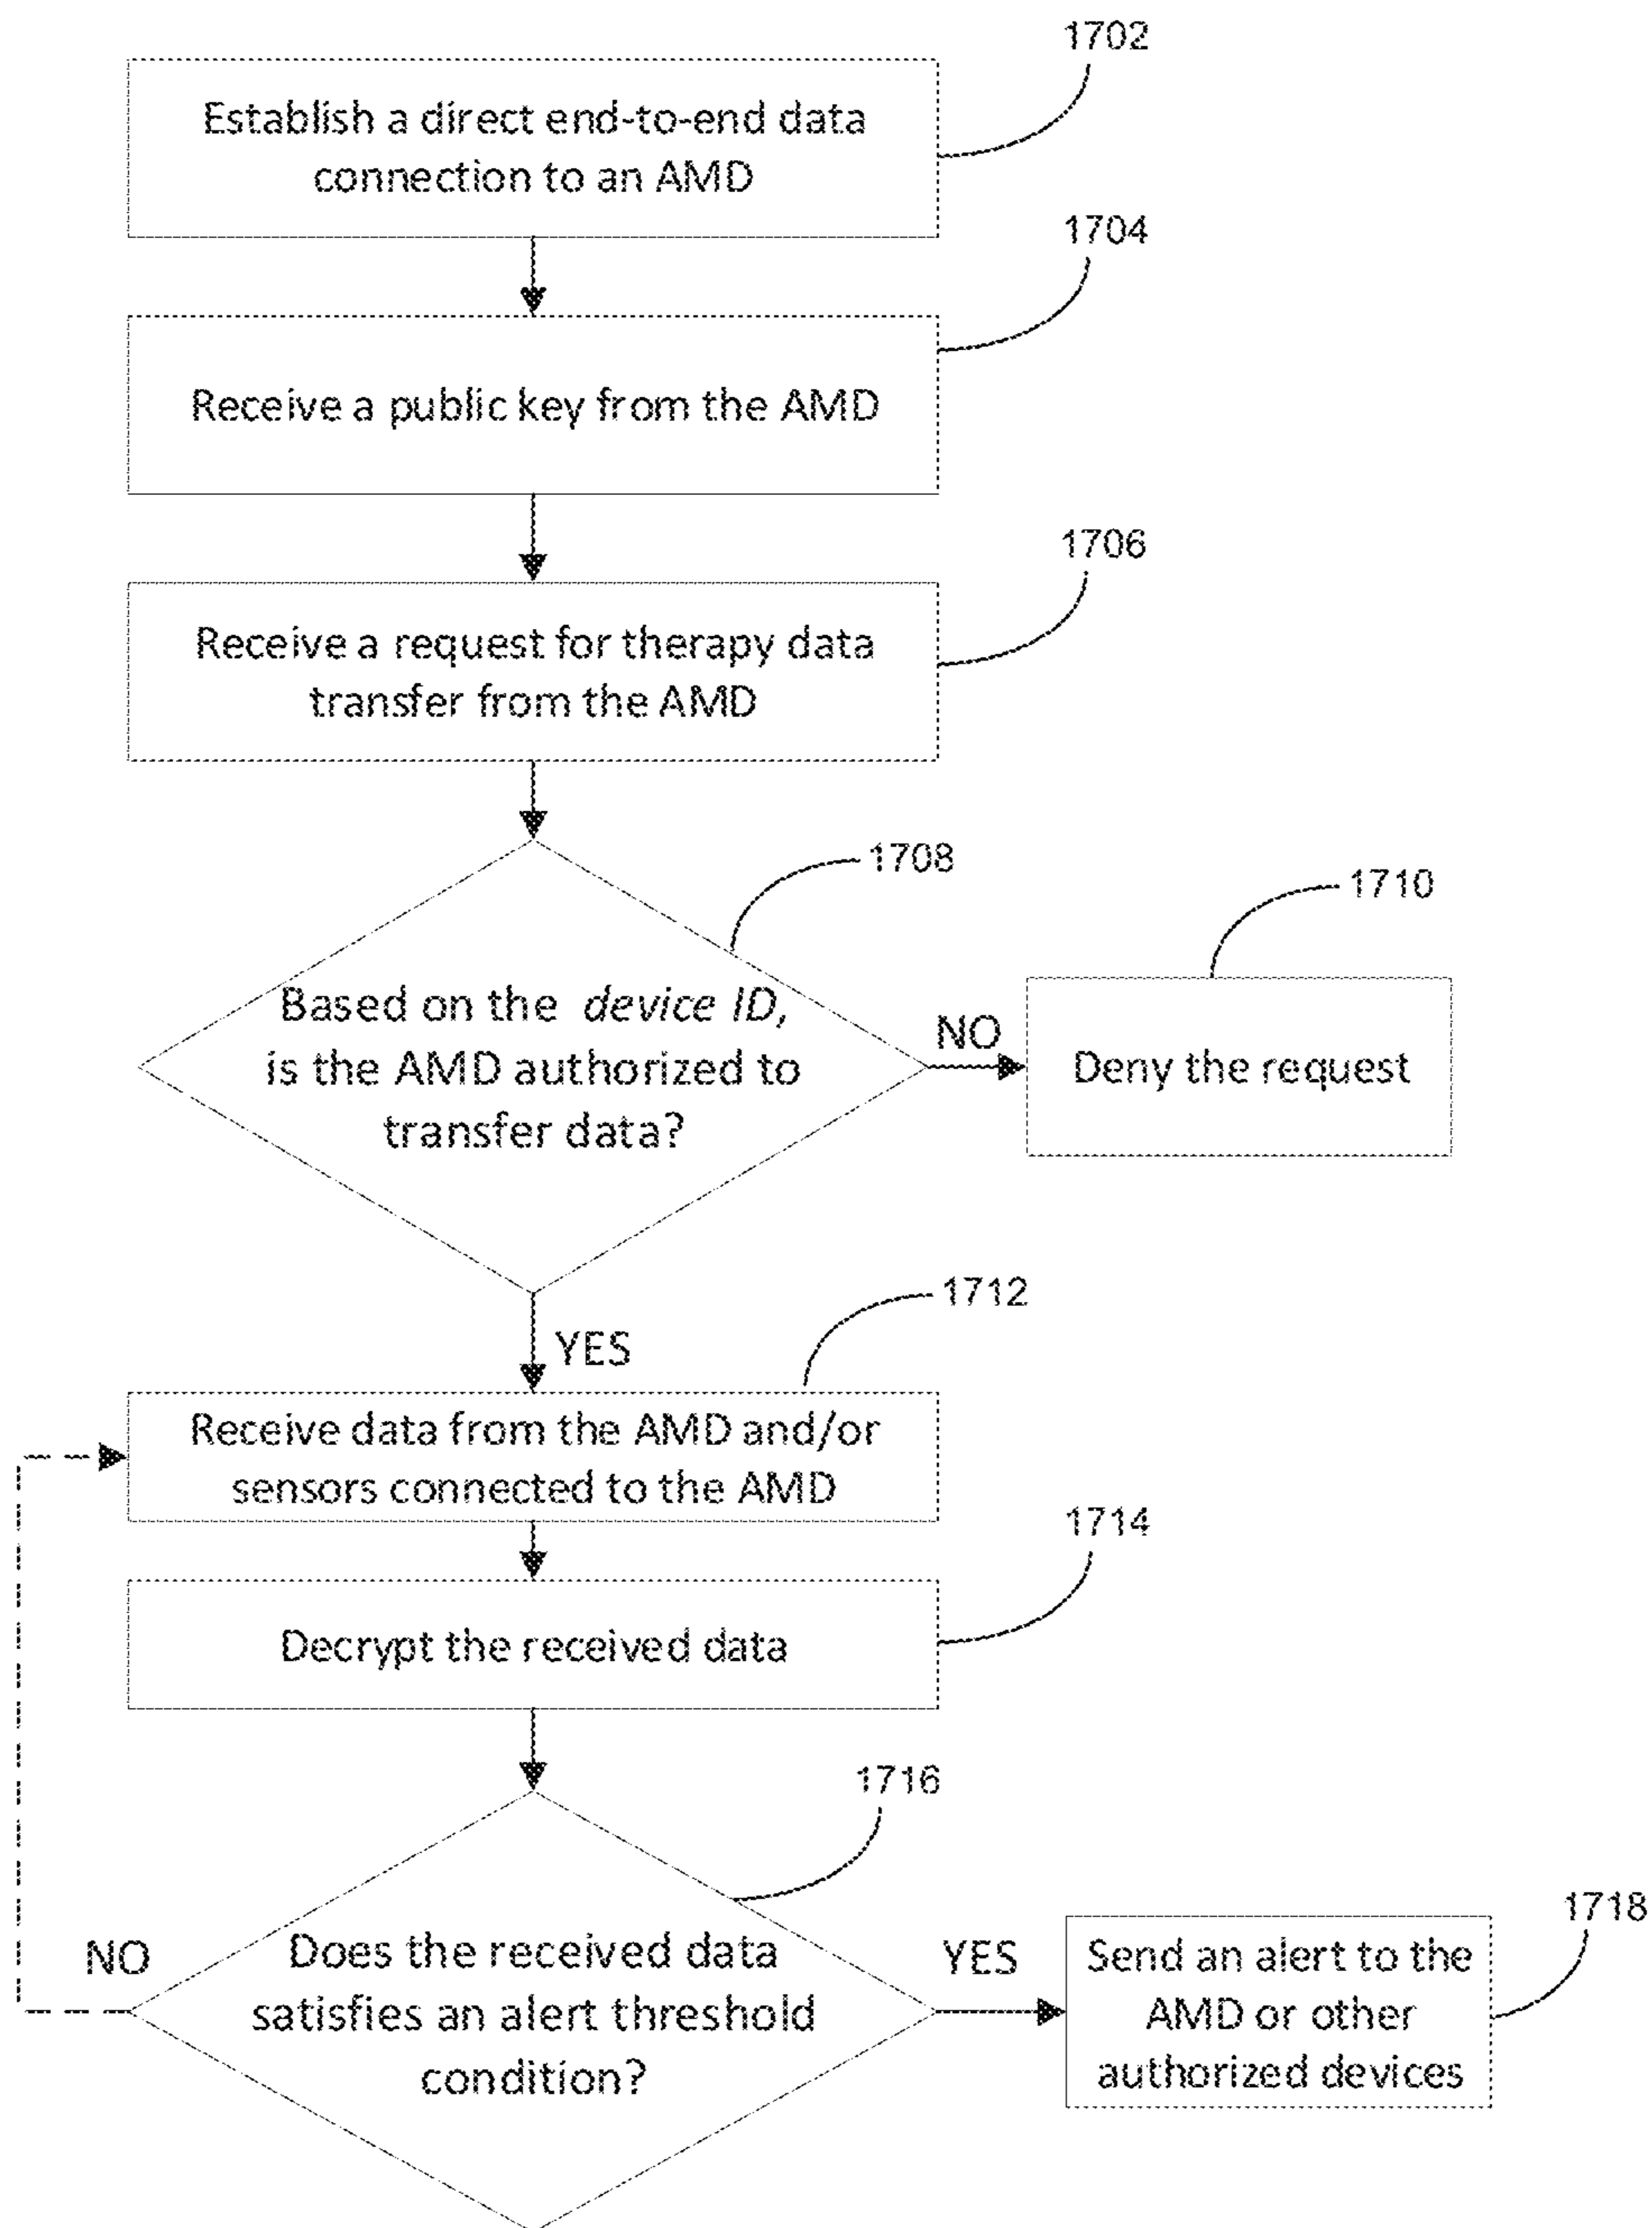 1702
Establish a direct end-to-end data
connection to an AMD
1704
Receive a public key from the AMD
1706
Receive a request for therapy data
transfer from the AMD
1708
1710
Based on the device ID,
is the AMD authorized to
transfer data?
NO
Deny the request
1712
YES
Receive data from the AMD and/or
sensors connected to the AMD
1714
Decrypt the received data
1716
1718
NO
Does the received data
satisfies an alert threshold
condition?
YES
Send an alert to the
AMD or other
authorized devices